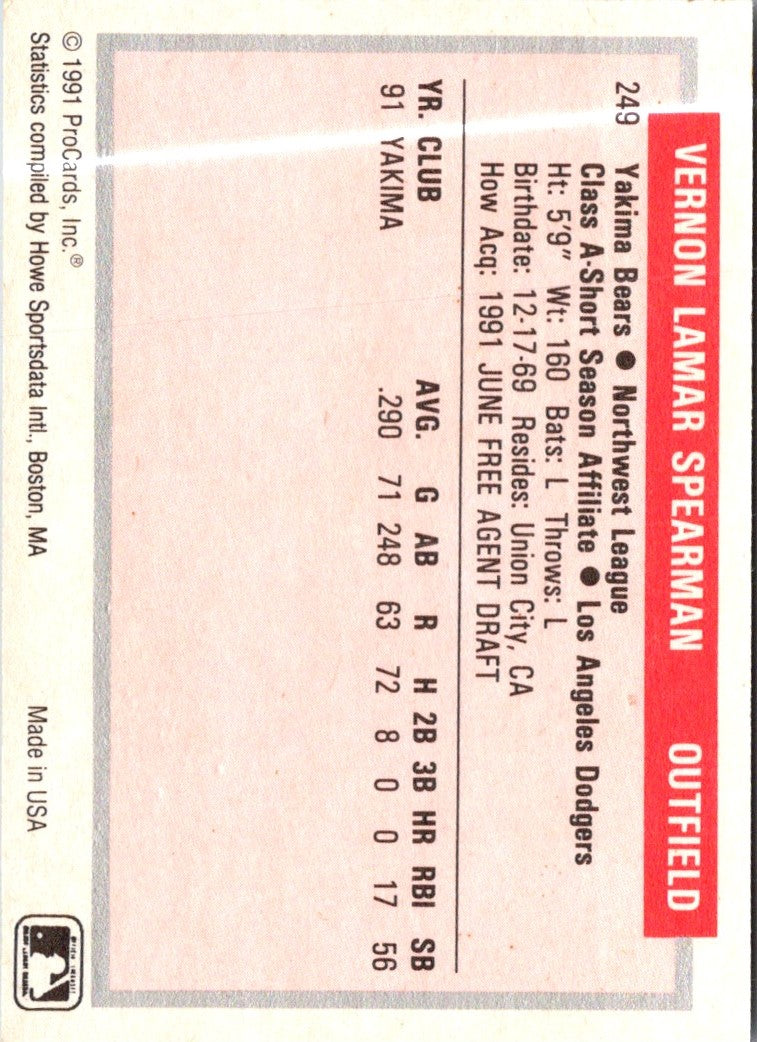 VERNON LAMAR SPEARMAN OUTFIELD
249 Yakima Bears ● Northwest League
Class A-Short Season Affiliate ● Los Angeles Dodgers
Ht: 5'9" Wt: 160 Bats: L Throws: L
Birthdate: 12-17-69 Resides: Union City, CA
How Acq: 1991 JUNE FREE AGENT DRAFT
YR. CLUB AVG. G AB R H 2B 3B HR RBI SB
91 YAKIMA .290 71 248 63 72 8 0 0 17 56
© 1991 ProCards, Inc.®
Statistics compiled by Howe Sportsdata Intl., Boston, MA Made in USA